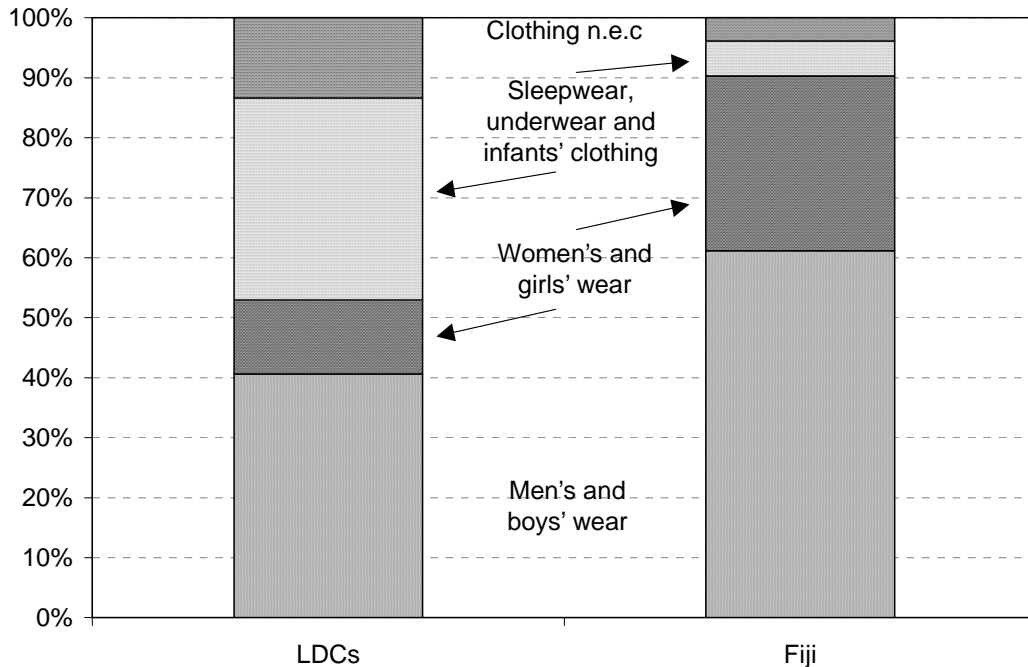 100%
90%
80%
70%
60%
50%
40%
30%
20%
10%
0%
Clothing n.e.c
Sleepwear,
underwear and
infants’ clothing
Women’s and
girls’ wear
Men’s and
boys’ wear
LDCs
Fiji